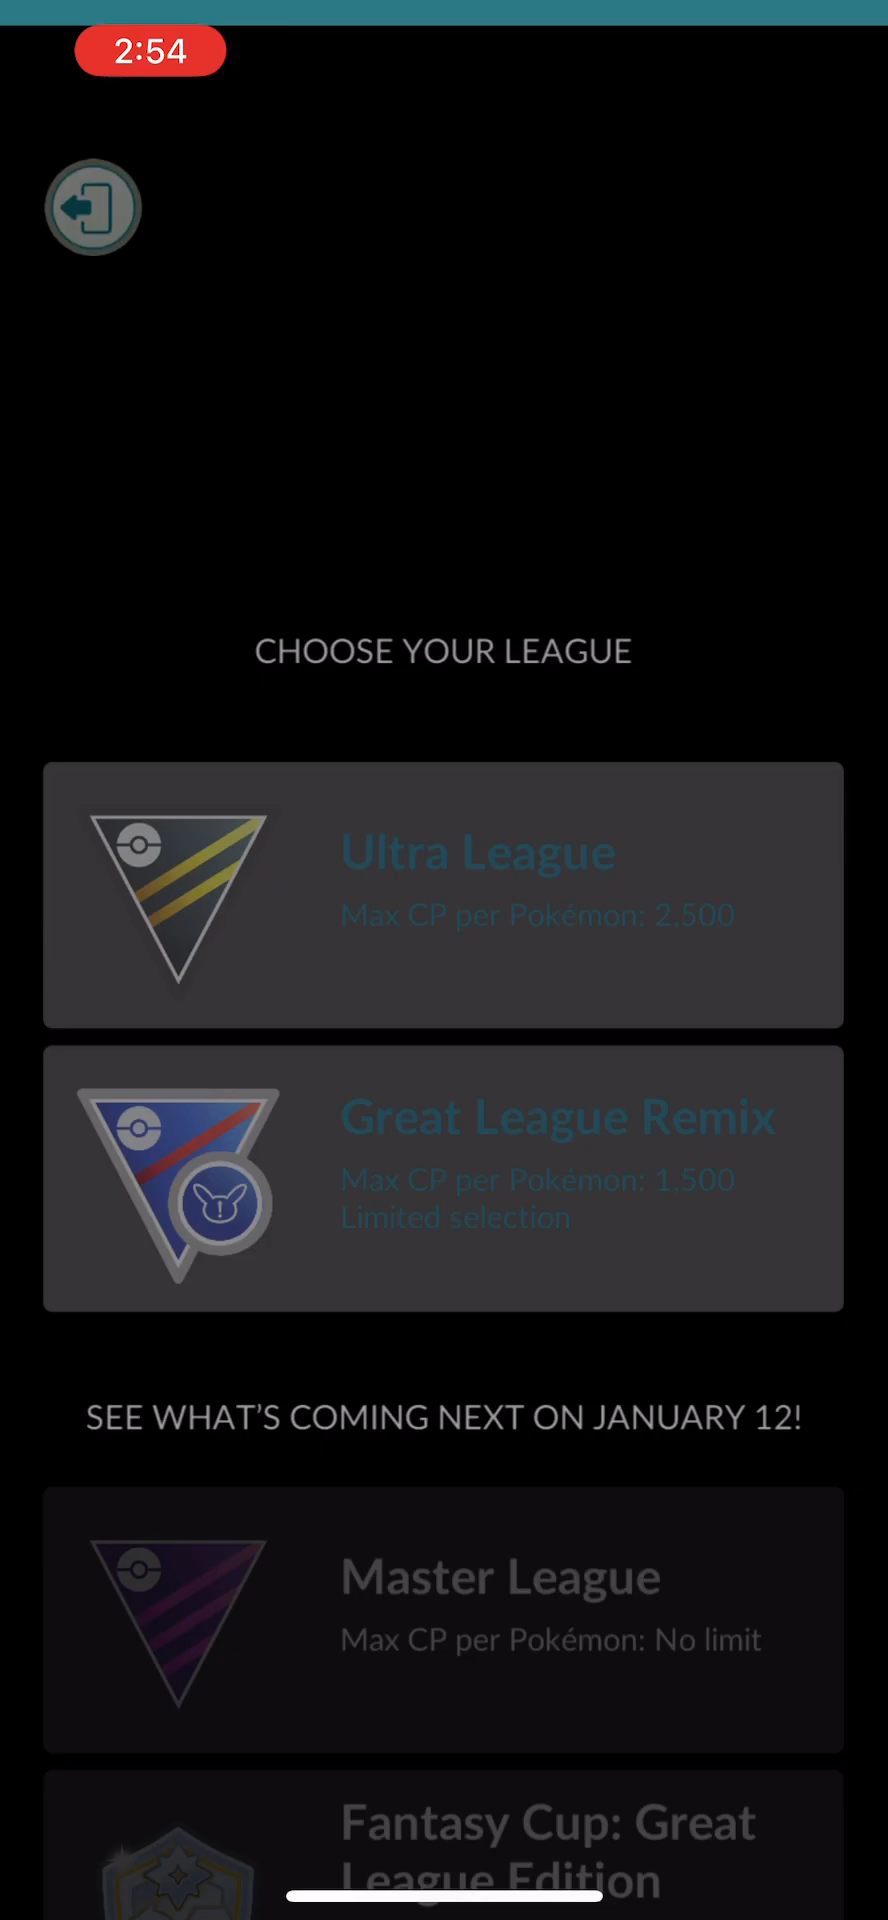 2:54
CHOOSE YOUR LEAGUE
Ultra League
Max CP per Pokémon: 2,500
Great League Remix
Max CP per Pokémon: 1,500
Limited selection
SEE WHAT’S COMING NEXT ON JANUARY 12!
Master League
Max CP per Pokémon: No limit
Fantasy Cup: Great
League Edition